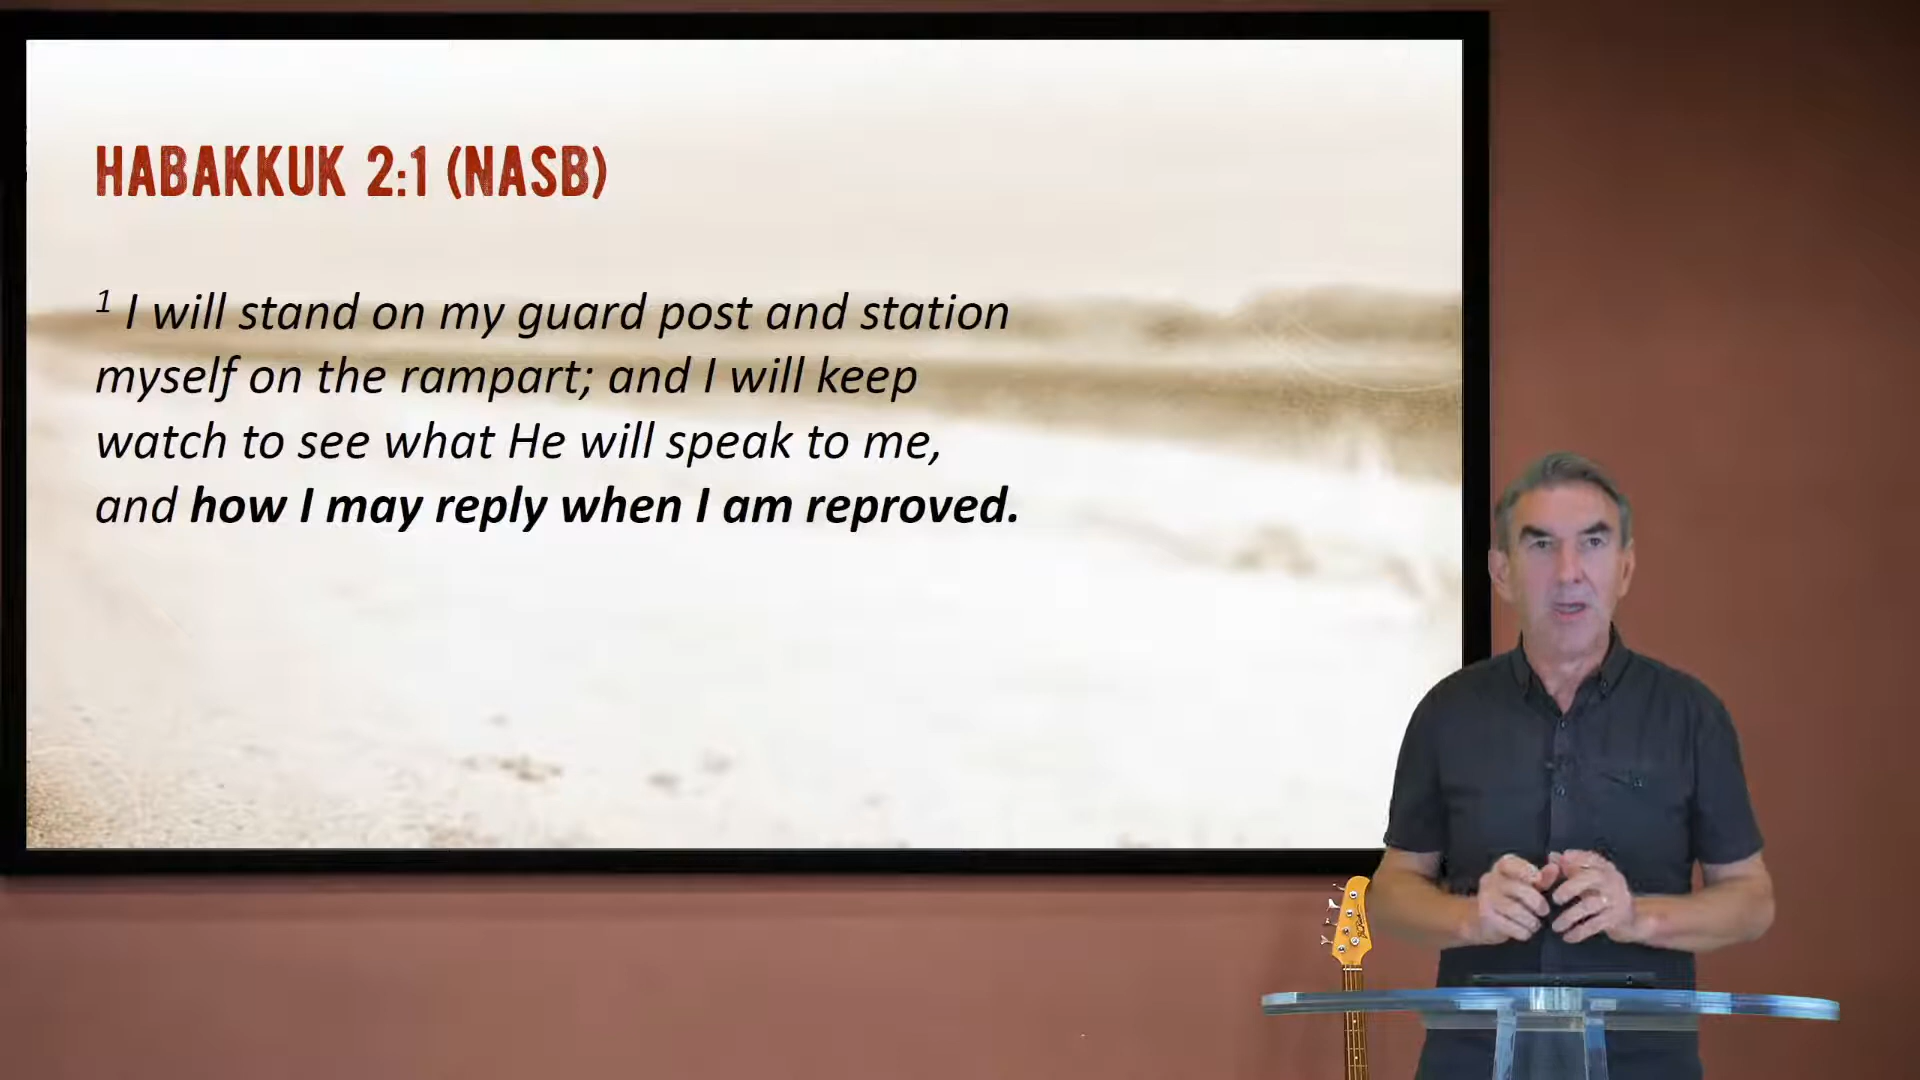 HABAKKUK 2:1 (NASB)
1 I will stand on my guard post and station
myself on the rampart; and I will keep
watch to see what He will speak to me,
and how I may reply when I am reproved.